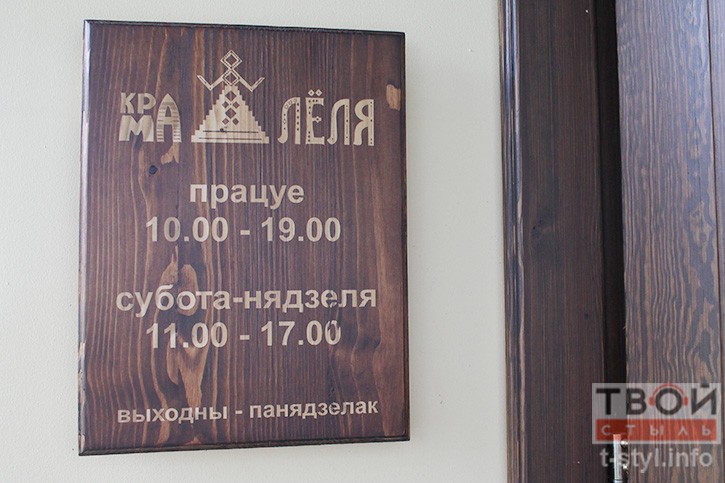 КРАМА ЛЁЛЯ
працуе
10.00 - 19.00
субота-нядзеля
11.00 - 17.00
выходны - панядзелак
ТВОЙ
СТЫЛЬ
t-styl.info